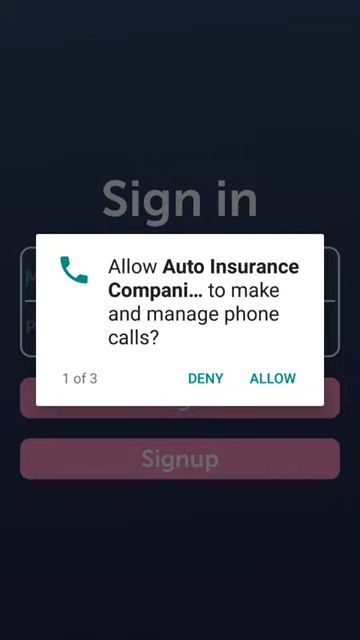 Sign in
Allow Auto Insurance
Compani... to make
and manage phone
calls?
1 of 3
DENY
ALLOW
Signup